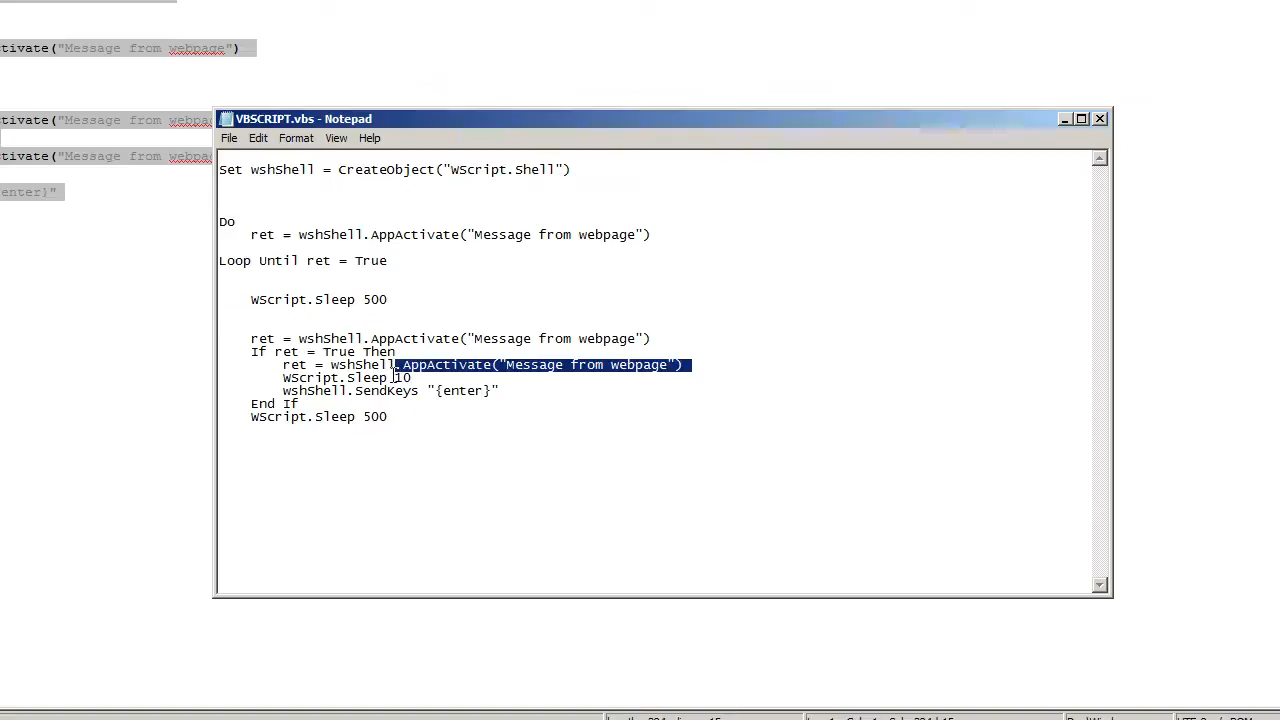 ctivate("Message from webpage")
ctivate("Message from webpa
ctivate("Message from webpa
enter}"
VBSCRIPT.vbs - Notepad
File Edit Format View Help
Set wshShell = CreateObject("WScript.Shell")
Do
ret = wshShell.AppActivate("Message from webpage")
Loop Until ret = True
WScript.Sleep 500
ret = wshShell.AppActivate("Message from webpage")
If ret = True Then
ret = wshShell.AppActivate("Message from webpage")
WScript.Sleep 10
wshShell.SendKeys "{enter}"
End If
WScript.Sleep 500